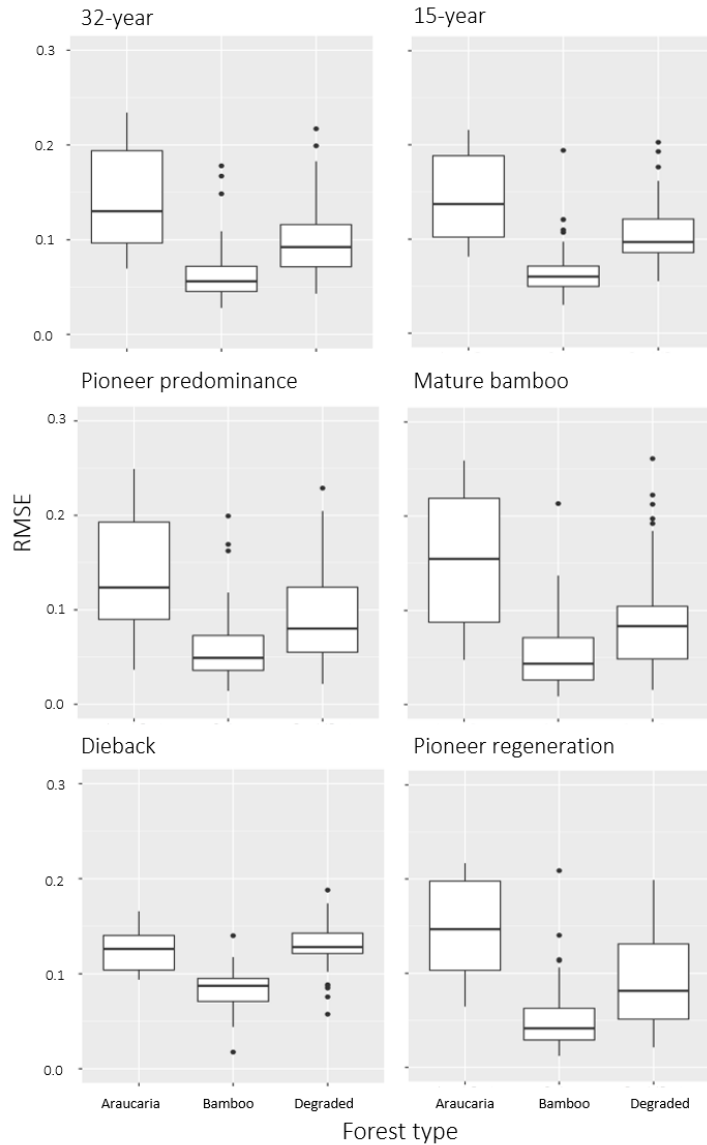 32-year
15-year
0.3
0.2
0.1
0.0
Pioneer predominance
Mature bamboo
0.3
0.2
0.1
0.0
RMSE
Dieback
Pioneer regeneration
0.3
0.2
0.1
0.0
Araucaria Bamboo Degraded
Araucaria Bamboo Degraded
Forest type